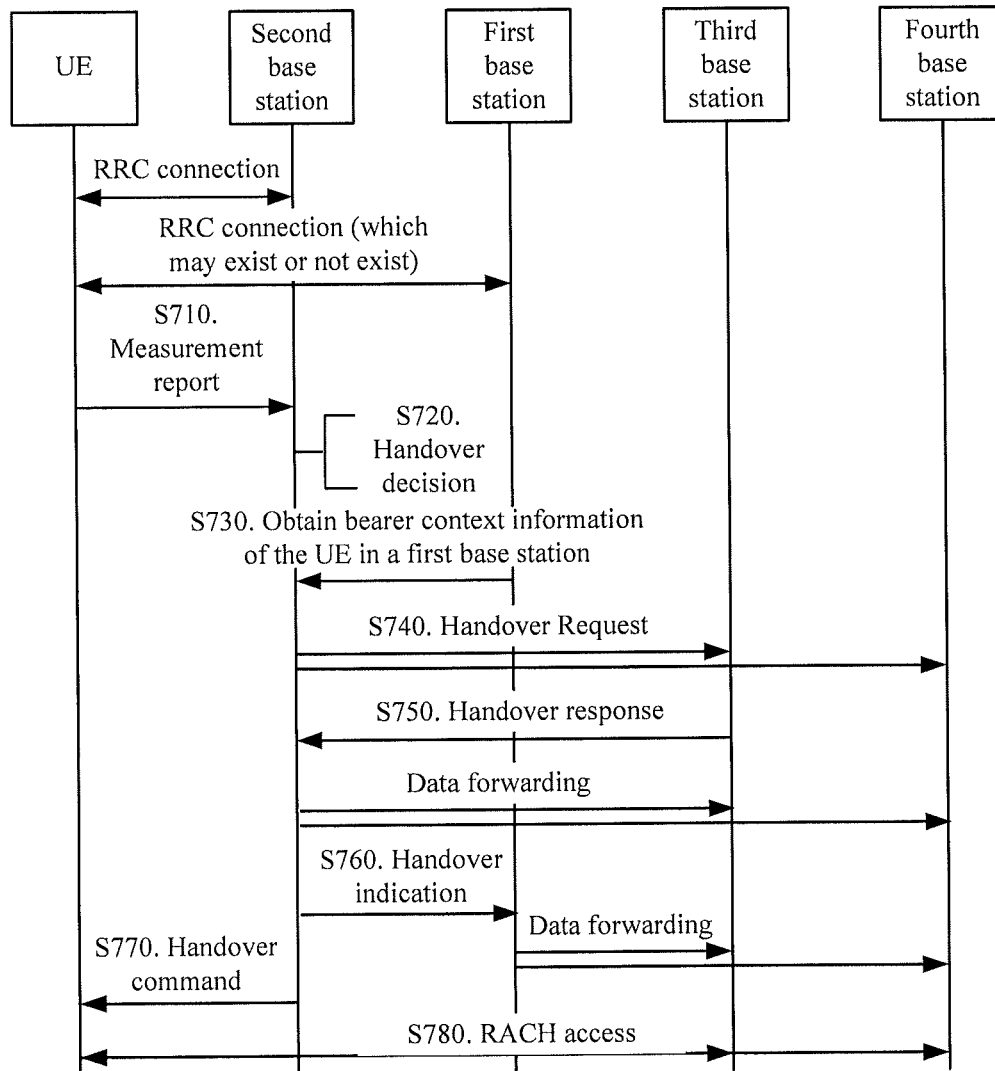 UE
Second
base
station
First
base
station
Third
base
station
Fourth
base
station
RRC connection
RRC connection (which
may exist or not exist)
S710.
Measurement
report
S720.
Handover
decision
S730. Obtain bearer context information
of the UE in a first base station
S740. Handover Request
S750. Handover response
Data forwarding
S760. Handover
indication
Data forwarding
S770. Handover
command
S780. RACH access